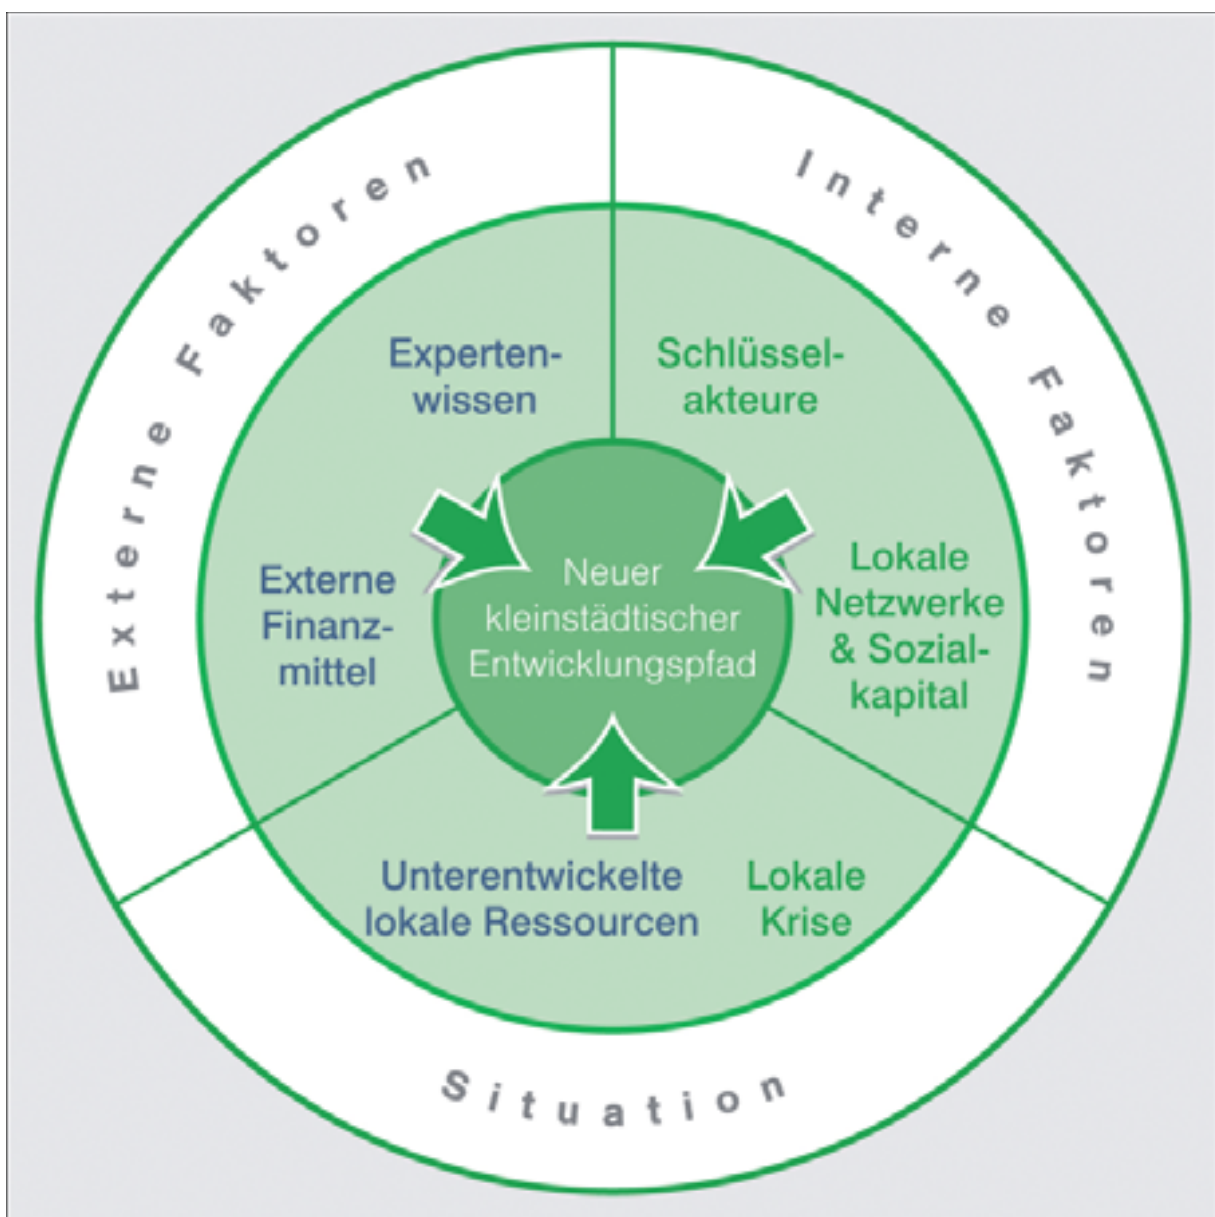 Externe Faktoren
Interne Faktoren
Experten-
wissen
Schlüssel-
akteure
Externe
Finanz-
mittel
Neuer
kleinstädtischer
Entwicklungspfad
Lokale
Netzwerke
& Sozial-
kapital
Unterentwickelte
lokale Ressourcen
Lokale
Krise
Situation